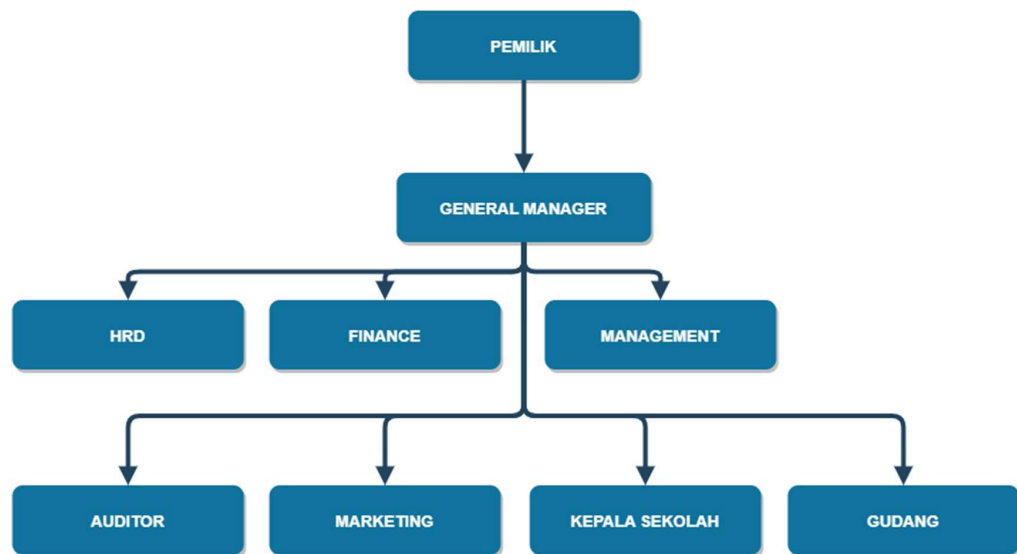 PEMILIK
GENERAL MANAGER
HRD
FINANCE
MANAGEMENT
AUDITOR
MARKETING
KEPALA SEKOLAH
GUDANG